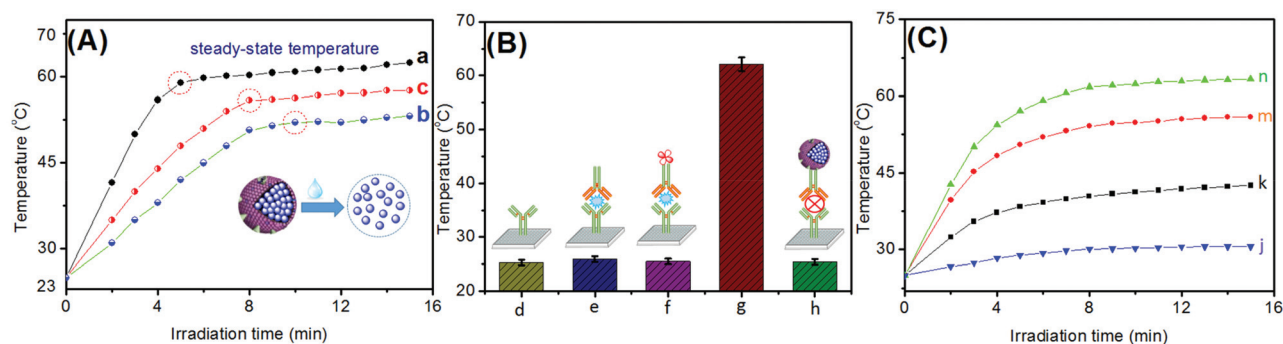 (A)
steady-state temperature
a
c
b
Temperature (°C)
70
60
45
30
23
0 4 8 12 16
Irradiation time (min)
(B)
Temperature (°C)
70
60
50
40
30
20
d e f g h
(C)
n
m
k
j
Temperature (°C)
75
60
45
30
0 4 8 12 16
Irradiation time (min)